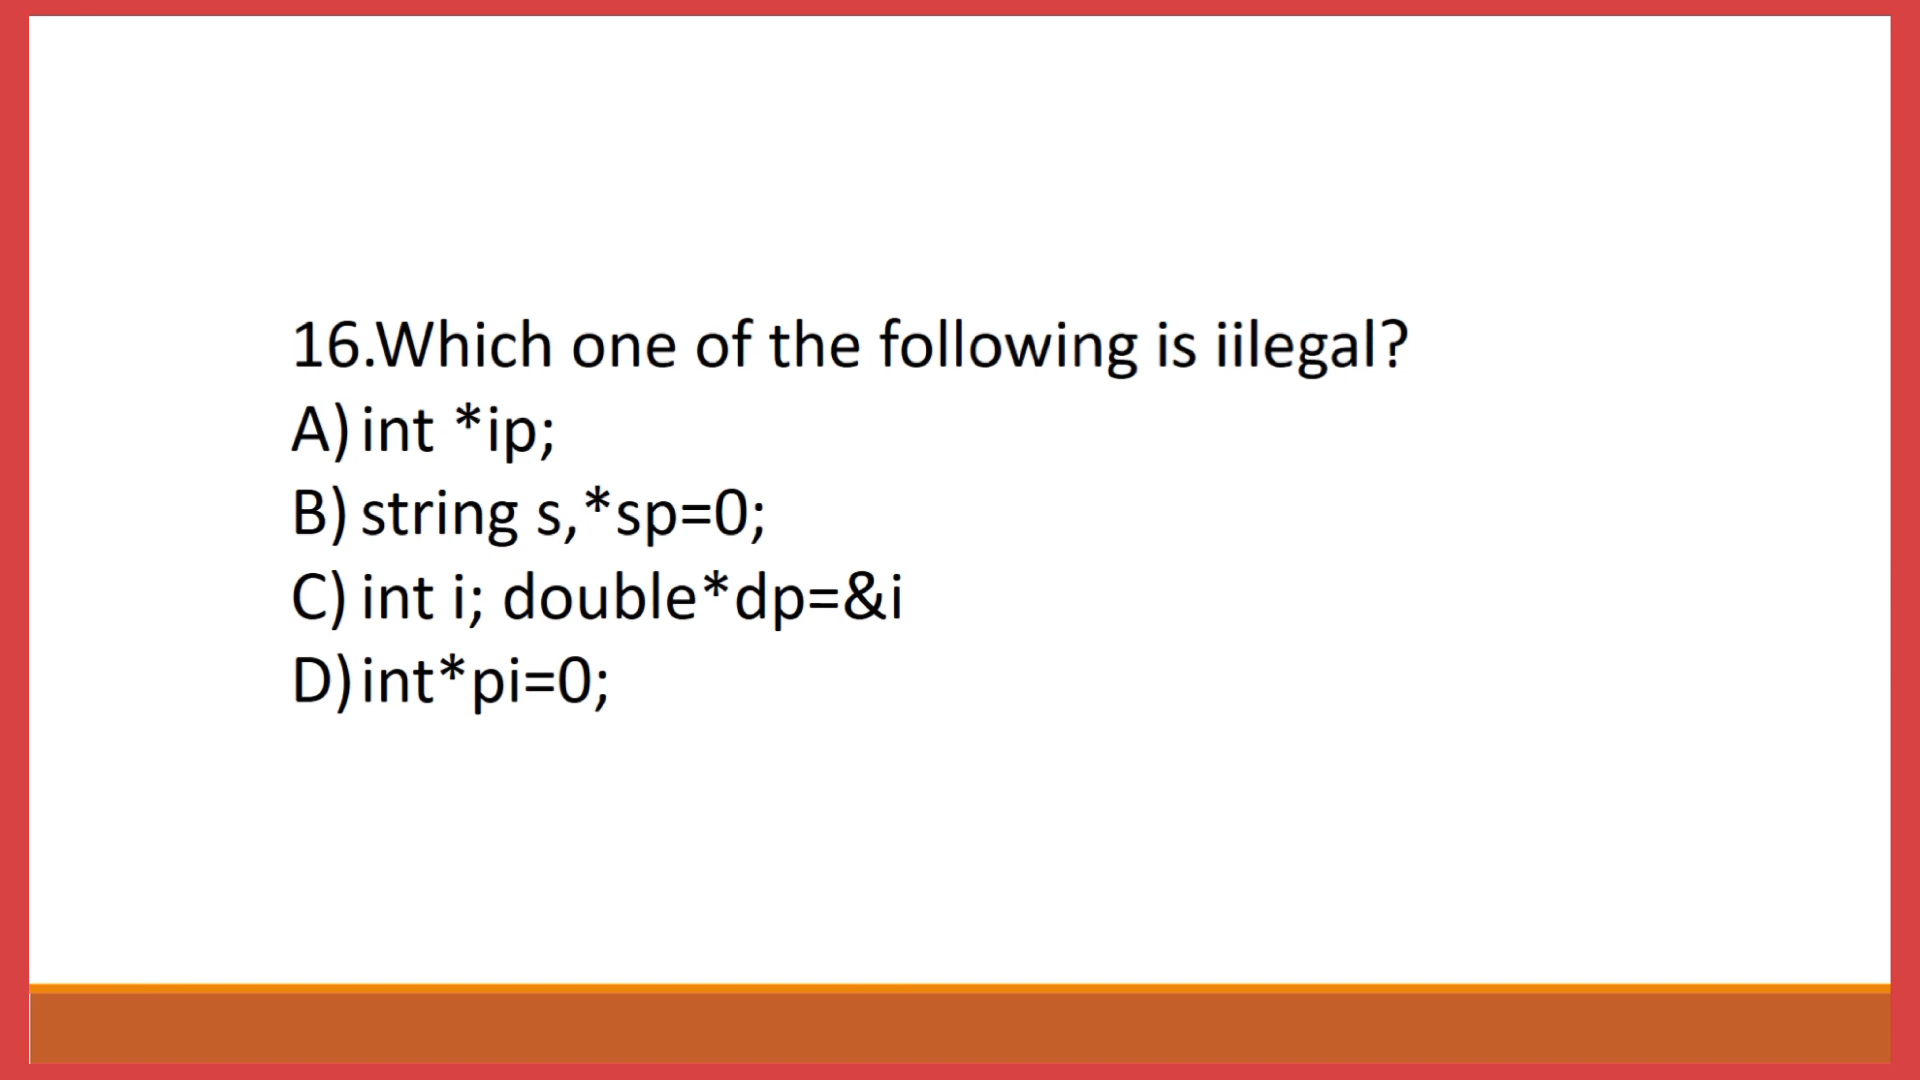 16.Which one of the following is iilegal?
A) int *ip;
B) string s,*sp=0;
C) int i; double*dp=&i
D) int*pi=0;